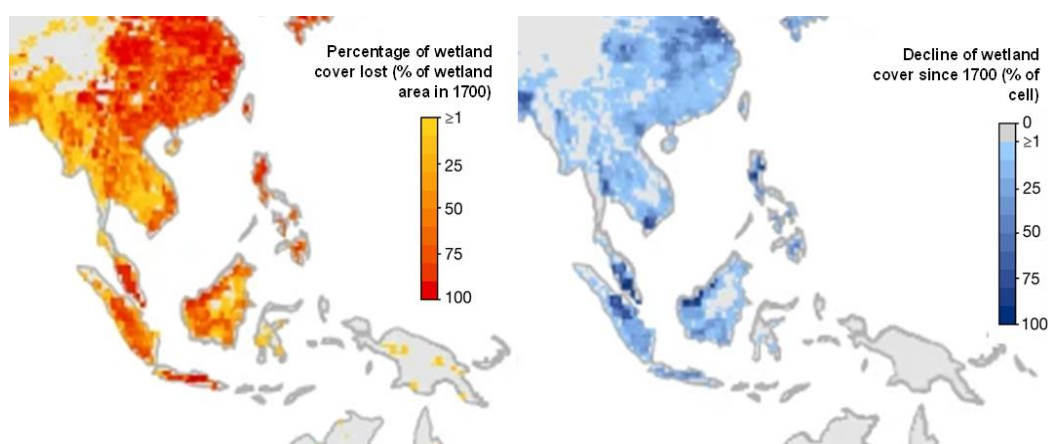 Percentage of wetland
cover lost (% of wetland
area in 1700)
≥1
25
50
75
100
Decline of wetland
cover since 1700 (% of
cell)
0
≥1
25
50
75
100